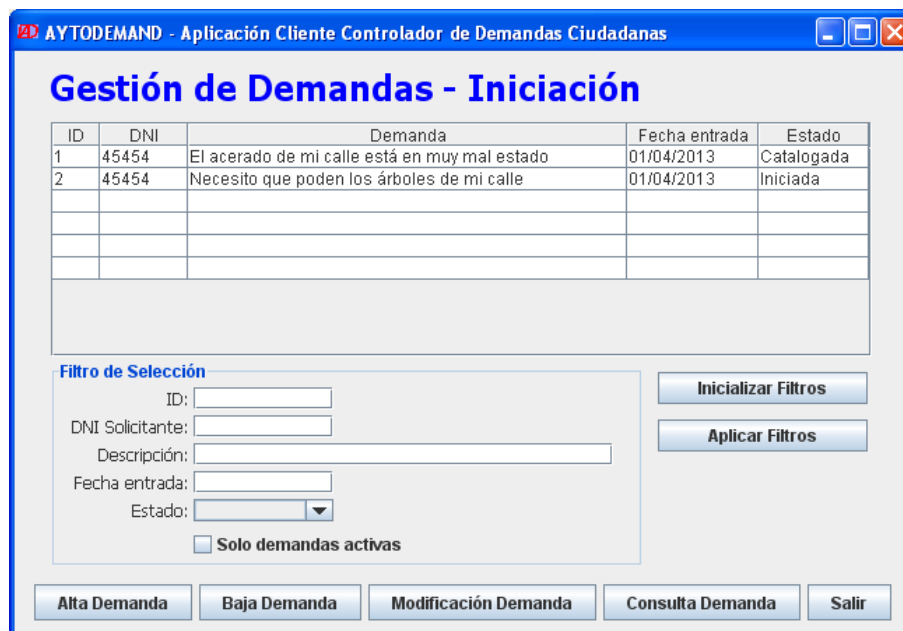 AYTODEMAND - Aplicación Cliente Controlador de Demandas Ciudadanas
Gestión de Demandas - Iniciación
ID DNI Demanda Fecha entrada Estado
1 45454 El acerado de mi calle está en muy mal estado 01/04/2013 Catalogada
2 45454 Necesito que poden los árboles de mi calle 01/04/2013 Iniciada
Filtro de Selección
ID:
Inicializar Filtros
DNI Solicitante:
Aplicar Filtros
Descripción:
Fecha entrada:
Estado:
Solo demandas activas
Alta Demanda Baja Demanda Modificación Demanda Consulta Demanda Salir